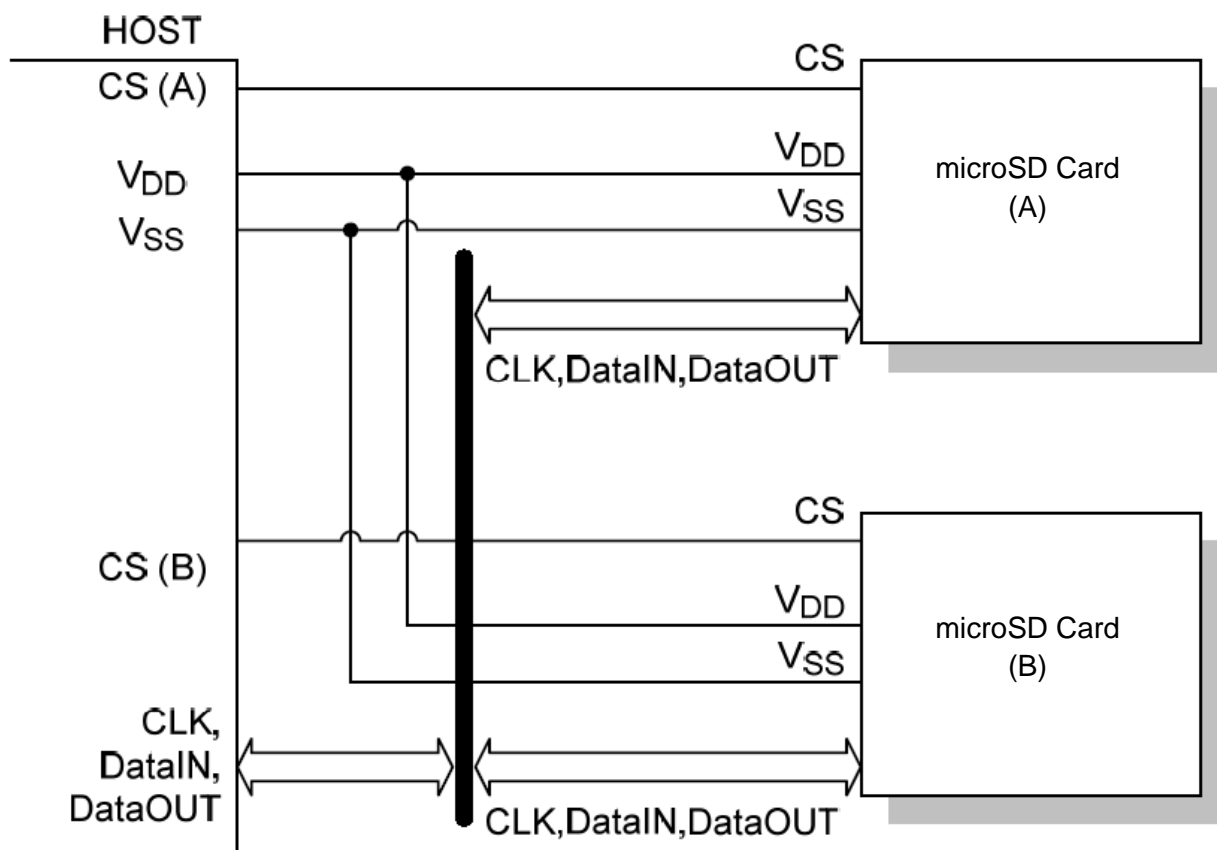 HOST
CS (A)
CS
VDD
VDD
VSS
VSS
microSD Card
(A)
CLK,DataIN,DataOUT
CS (B)
CS
VDD
VSS
microSD Card
(B)
CLK,
DataIN,
DataOUT
CLK,DataIN,DataOUT